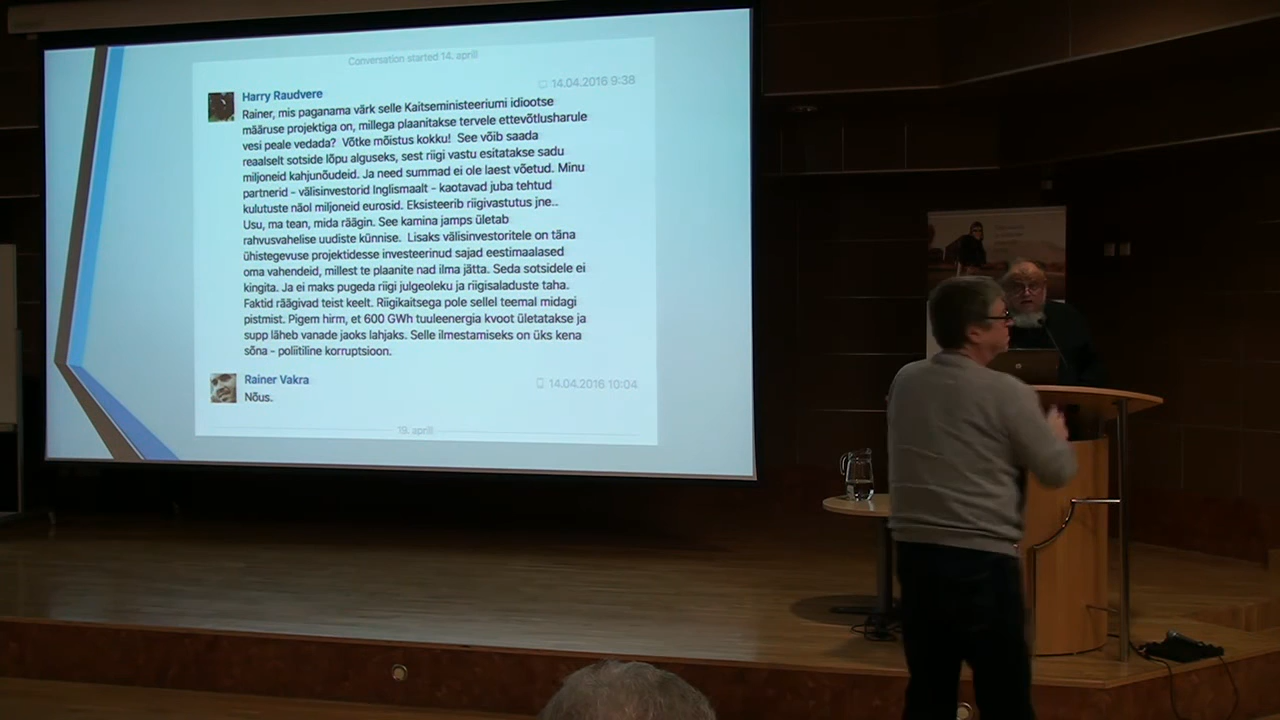 Conversation started 14. aprill
Harry Raudvere
14.04.2016 9:38
Rainer, mis paganama värk selle Kaitseministeeriumi idiootse
määruse projektiga on, millega plaanitakse tervele ettevõtlusharule
vesi peale vedada? Võtke mõistus kokku! See võib saada
reaalselt sotside lõpu alguseks, sest riigi vastu esitatakse sadu
miljoneid kahjunõudeid. Ja need summad ei ole laest võetud. Minu
partnerid - välisinvestorid Inglismaalt - kaotavad juba tehtud
kulutuste näol miljoneid eurosid. Eksisteerib riigivastutus jne..
Usu, ma tean, mida räägin. See kamina jamps ületab
rahvusvahelise uudiste künnise. Lisaks välisinvestoritele on täna
ühistegevuse projektidesse investeerinud sajad eestimaalased
oma vahendeid, millest te plaanite nad ilma jätta. Seda sotsidele ei
kingita. Ja ei maks pugeda riigi julgeoleku ja riigisaladuste taha.
Faktid räägivad teist keelt. Riigikaitsega pole sellel teemal midagi
pistmist. Pigem hirm, et 600 GWh tuuleenergia kvoot ületatakse ja
supp läheb vanade jaoks lahjaks. Selle ilmestamiseks on üks kena
sõna - poliitiline korruptsioon.
Rainer Vakra
14.04.2016 10:04
Nõus.
19. aprill